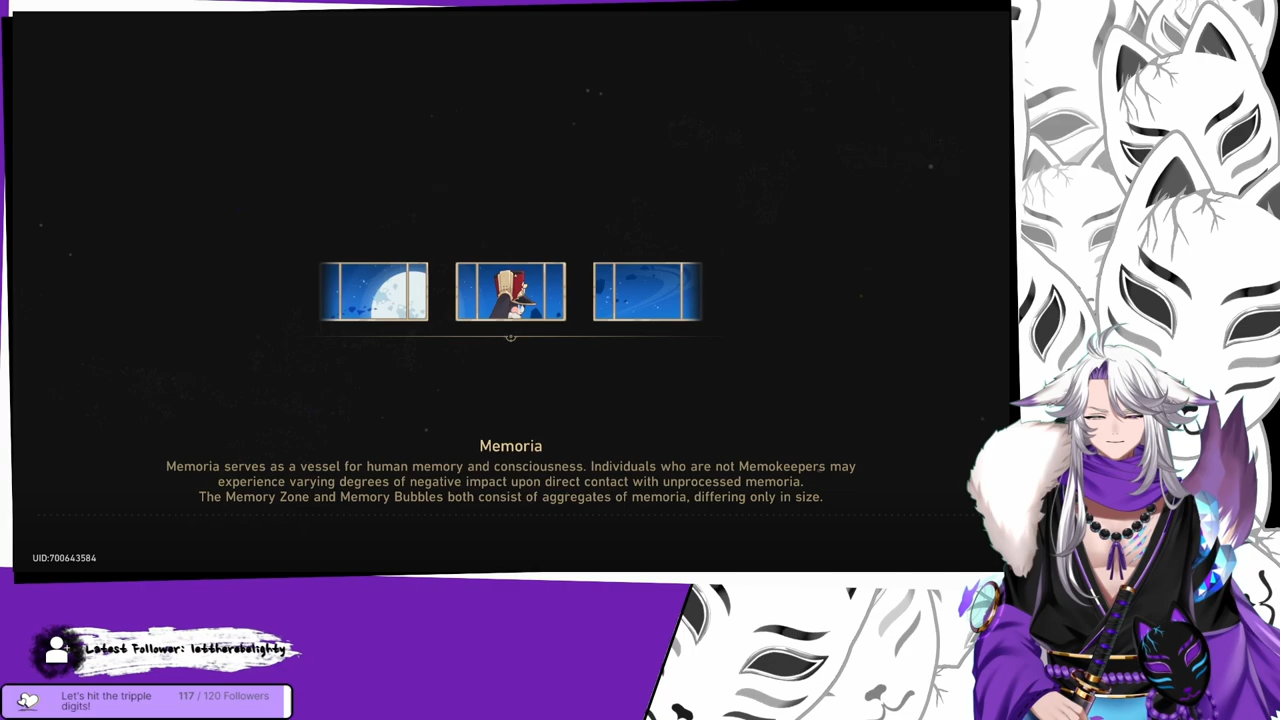 Memoria
Memoria serves as a vessel for human memory and consciousness. Individuals who are not Memokeepers may
experience varying degrees of negative impact upon direct contact with unprocessed memoria.
The Memory Zone and Memory Bubbles both consist of aggregates of memoria, differing only in size.
UID:700643584
Latest Follower: lettherebelighty
Let's hit the tripple
digits!
117 / 120 Followers